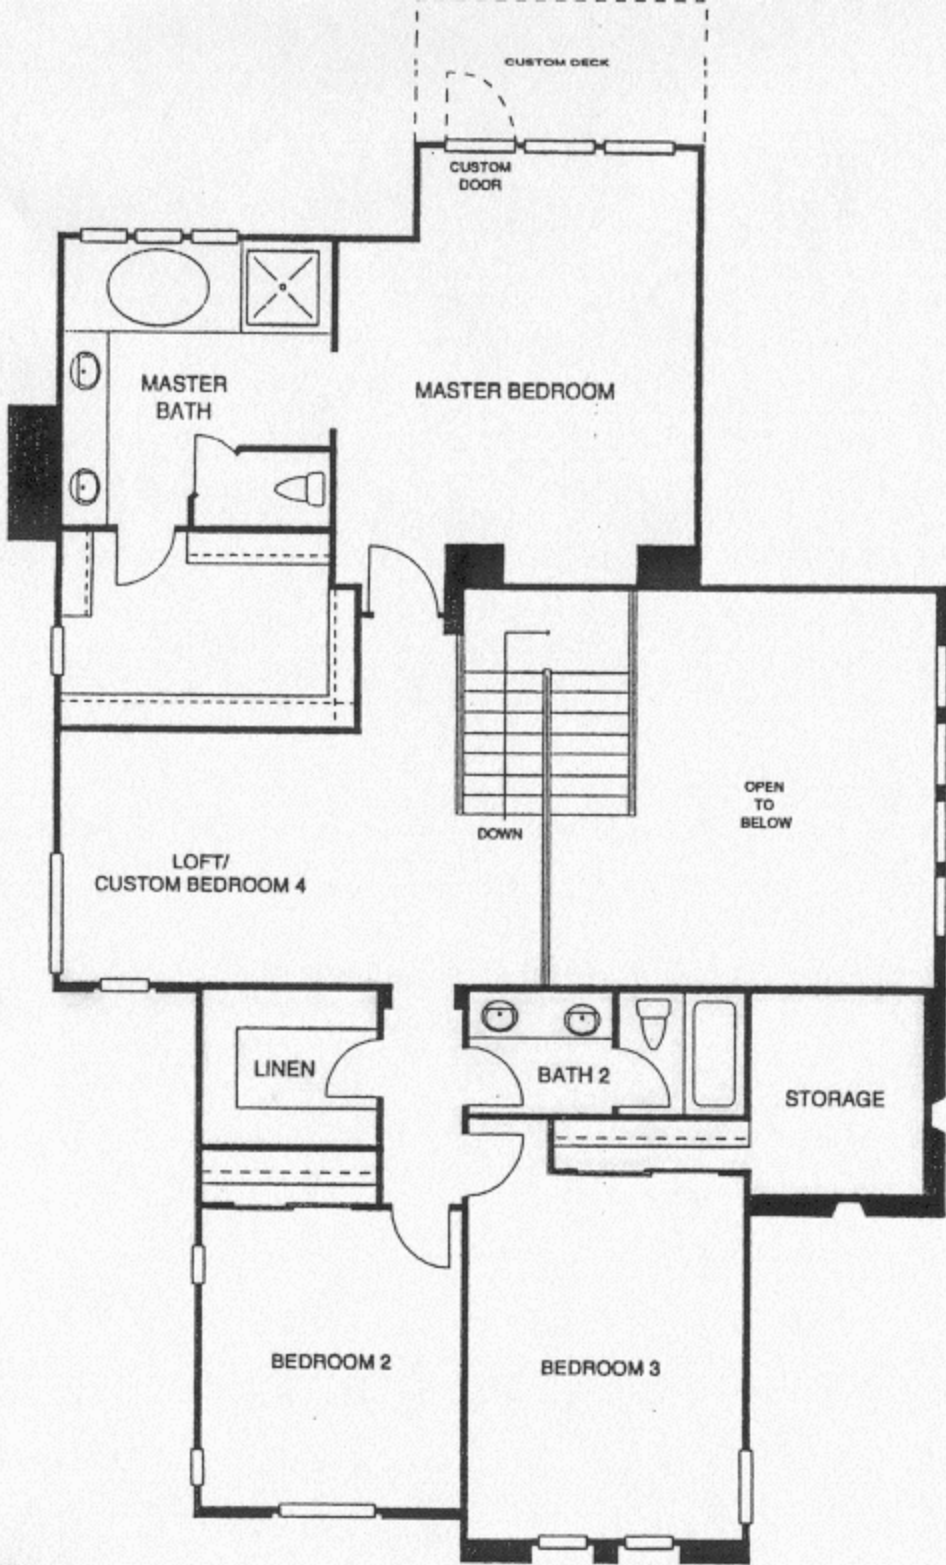 CUSTOM DECK
CUSTOM
DOOR
MASTER
BATH
MASTER BEDROOM
OPEN
TO
BELOW
DOWN
LOFT/
CUSTOM BEDROOM 4
LINEN
BATH 2
STORAGE
BEDROOM 2
BEDROOM 3